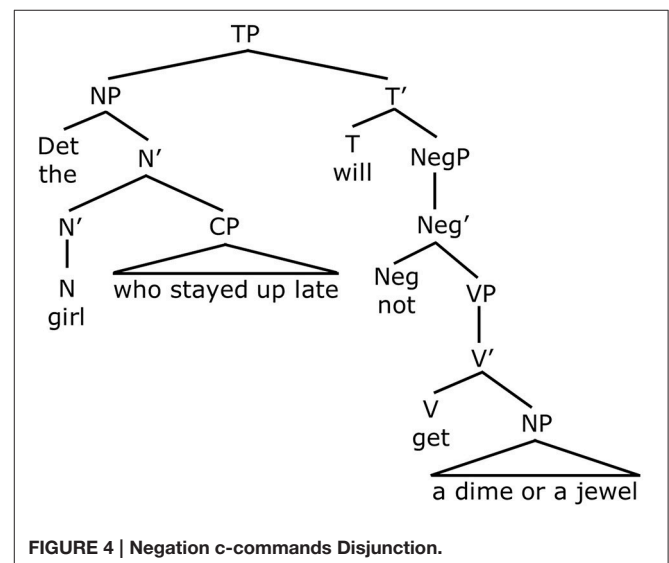 TP
NP T′
Det the
N′
T will
NegP
N′ CP
Neg′
N girl
who stayed up late
Neg not
VP
V′
V get
NP
a dime or a jewel
FIGURE 4 | Negation c-commands Disjunction.